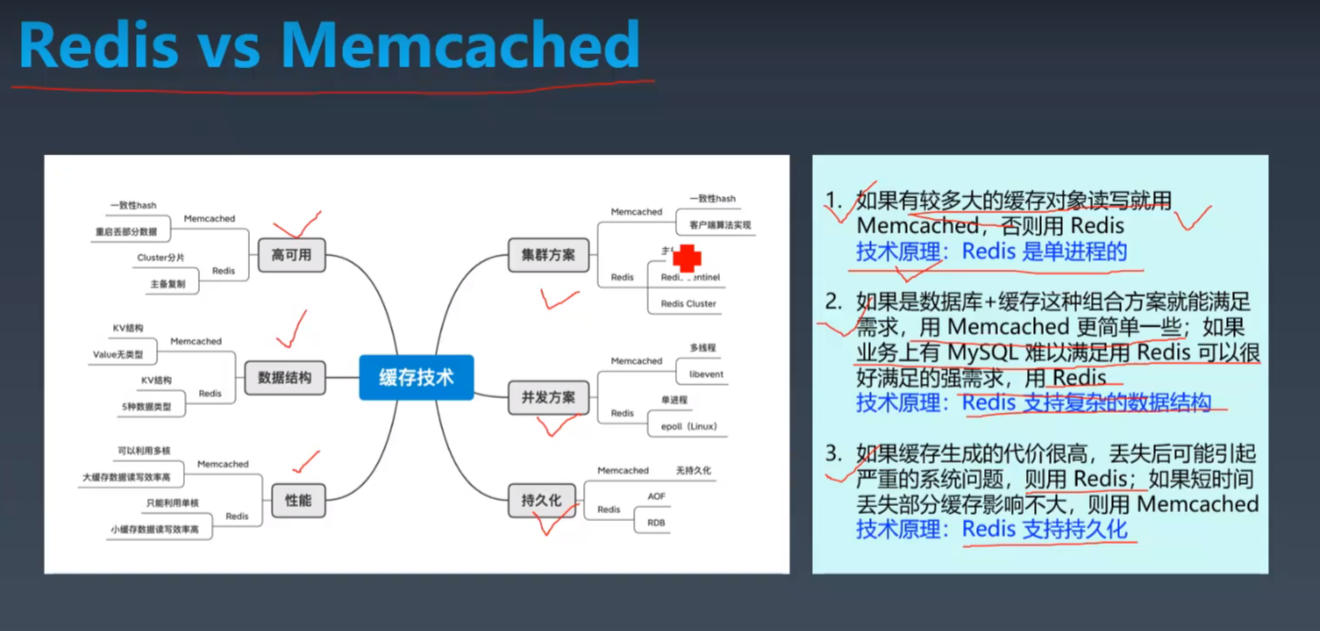 Redis vs Memcached
缓存技术
高可用
Memcached
一致性hash
重启丢部分数据
Redis
Cluster分片
主备复制
数据结构
Memcached
KV结构
Value无类型
Redis
KV结构
5种数据类型
性能
Memcached
可以利用多核
大缓存数据读写效率高
Redis
只能利用单核
小缓存数据读写效率高
集群方案
Memcached
一致性hash
客户端算法实现
Redis
Redis Cluster
并发方案
Memcached
多线程
libevent
Redis
单进程
epoll（Linux）
持久化
Memcached
无持久化
Redis
AOF
RDB
1. 如果有较多大的缓存对象读写就用
Memcached，否则用 Redis
技术原理：Redis 是单进程的
2. 如果是数据库+缓存这种组合方案就能满足
需求，用 Memcached 更简单一些；如果
业务上有 MySQL 难以满足用 Redis 可以很
好满足的强需求，用 Redis
技术原理：Redis 支持复杂的数据结构
3. 如果缓存生成的代价很高，丢失后可能引起
严重的系统问题，则用 Redis；如果短时间
丢失部分缓存影响不大，则用 Memcached
技术原理：Redis 支持持久化